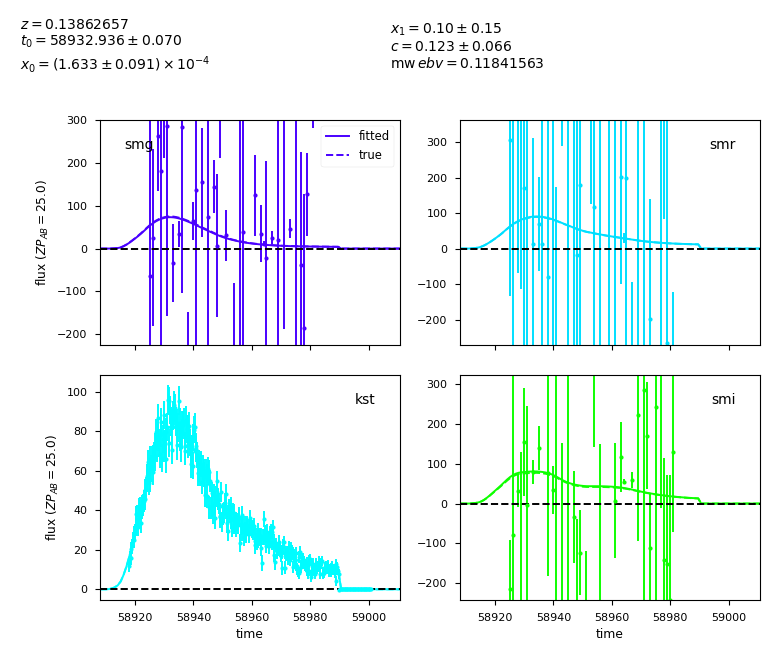 z = 0.13862657
t₀ = 58932.936 ± 0.070
x₀ = (1.633 ± 0.091) × 10⁻⁴
x₁ = 0.10 ± 0.15
c = 0.123 ± 0.066
mw ebv = 0.11841563
smg
fitted
true
300
200
100
0
−100
−200
flux (ZP_AB = 25.0)
smr
300
200
100
0
−100
−200
kst
100
80
60
40
20
0
flux (ZP_AB = 25.0)
58920 58940 58960 58980 59000
time
smi
300
200
100
0
−100
−200
58920 58940 58960 58980 59000
time